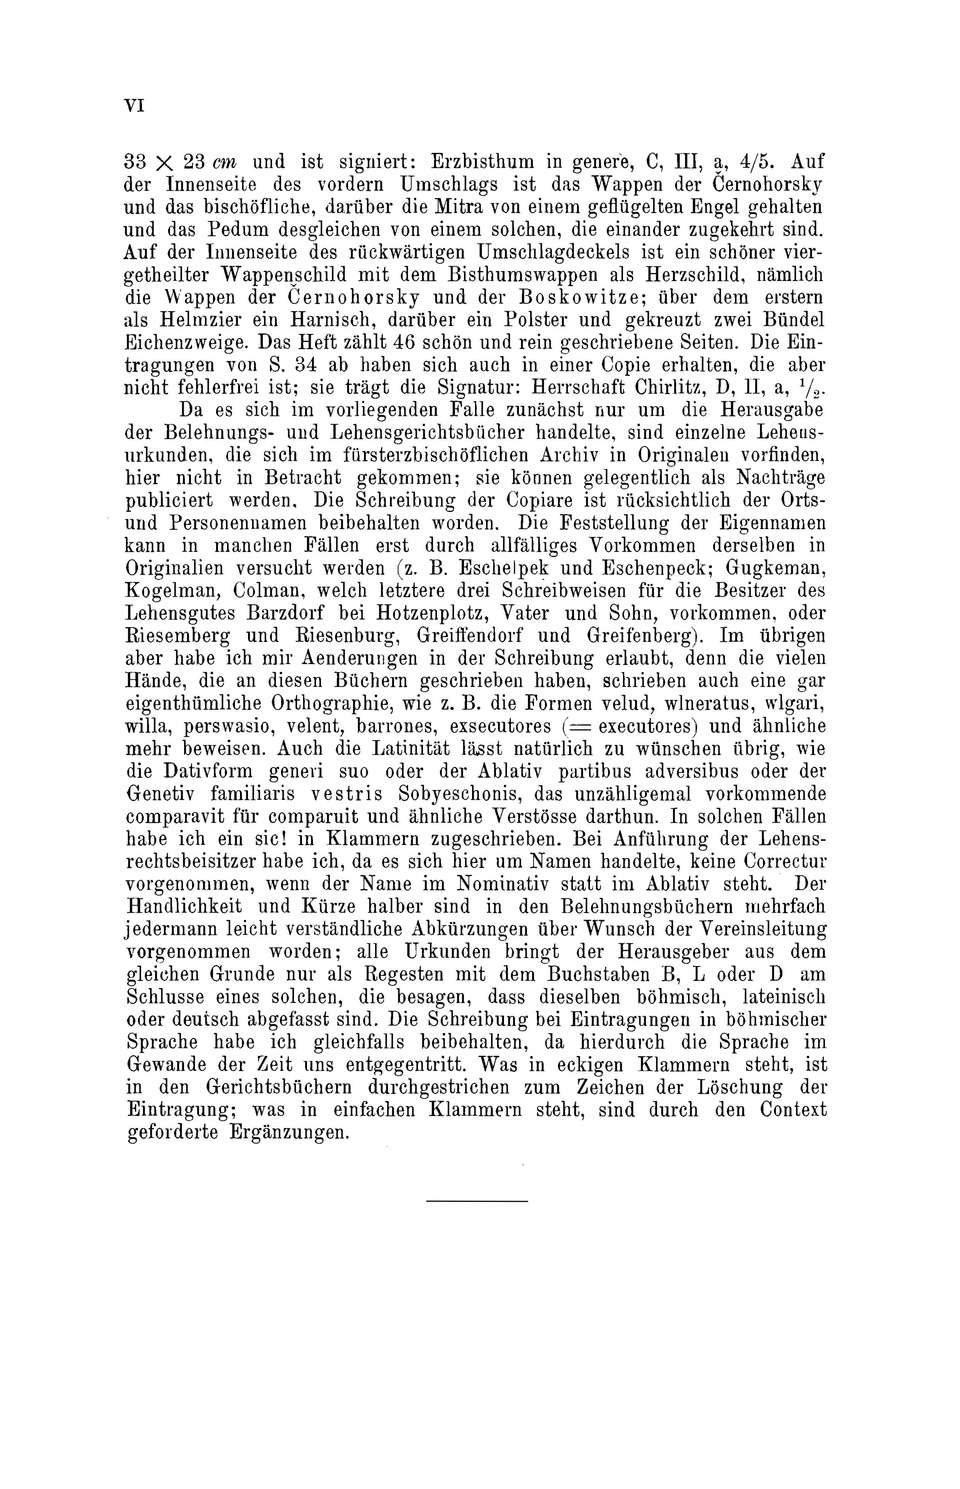 VI
33 × 23 cm und ist signiert: Erzbisthum in genere, C, III, a, 4/5. Auf
der Innenseite des vordern Umschlags ist das Wappen der Černohorsky
und das bischöfliche, darüber die Mitra von einem geflügelten Engel gehalten
und das Pedum desgleichen von einem solchen, die einander zugekehrt sind.
Auf der Innenseite des rückwärtigen Umschlagdeckels ist ein schöner vier-
getheilter Wappenschild mit dem Bisthumswappen als Herzschild, nämlich
die Wappen der Černohorsky und der Boskowitze; über dem erstern
als Helmzier ein Harnisch, darüber ein Polster und gekreuzt zwei Bündel
Eichenzweige. Das Heft zählt 46 schön und rein geschriebene Seiten. Die Ein-
tragungen von S. 34 ab haben sich auch in einer Copie erhalten, die aber
nicht fehlerfrei ist; sie trägt die Signatur: Herrschaft Chirlitz, D, II, a, 1/2.
Da es sich im vorliegenden Falle zunächst nur um die Herausgabe
der Belehnungs- und Lehensgerichtsbücher handelte, sind einzelne Lehens-
urkunden, die sich im fürsterzbischöflichen Archiv in Originalen vorfinden,
hier nicht in Betracht gekommen; sie können gelegentlich als Nachträge
publiciert werden. Die Schreibung der Copiare ist rücksichtlich der Orts-
und Personennamen beibehalten worden. Die Feststellung der Eigennamen
kann in manchen Fällen erst durch allfälliges Vorkommen derselben in
Originalien versucht werden (z. B. Eschelpek und Eschenpeck; Gugkeman,
Kogelman, Colman, welch letztere drei Schreibweisen für die Besitzer des
Lehensgutes Barzdorf bei Hotzenplotz, Vater und Sohn, vorkommen, oder
Riesemberg und Riesenburg, Greiffendorf und Greifenberg). Im übrigen
aber habe ich mir Aenderungen in der Schreibung erlaubt, denn die vielen
Hände, die an diesen Büchern geschrieben haben, schrieben auch eine gar
eigenthümliche Orthographie, wie z. B. die Formen velud, wlneratus, wlgari,
willa, perswasio, velent, barrones, exsecutores (= executores) und ähnliche
mehr beweisen. Auch die Latinität lässt natürlich zu wünschen übrig, wie
die Dativform generi suo oder der Ablativ partibus adversibus oder der
Genetiv familiaris vestris Sobyeschonis, das unzähligemal vorkommende
comparavit für comparuit und ähnliche Verstösse darthun. In solchen Fällen
habe ich ein sic! in Klammern zugeschrieben. Bei Anführung der Lehens-
rechtsbeisitzer habe ich, da es sich hier um Namen handelte, keine Correctur
vorgenommen, wenn der Name im Nominativ statt im Ablativ steht. Der
Handlichkeit und Kürze halber sind in den Belehnungsbüchern mehrfach
jedermann leicht verständliche Abkürzungen über Wunsch der Vereinsleitung
vorgenommen worden; alle Urkunden bringt der Herausgeber aus dem
gleichen Grunde nur als Regesten mit dem Buchstaben B, L oder D am
Schlusse eines solchen, die besagen, dass dieselben böhmisch, lateinisch
oder deutsch abgefasst sind. Die Schreibung bei Eintragungen in böhmischer
Sprache habe ich gleichfalls beibehalten, da hierdurch die Sprache im
Gewande der Zeit uns entgegentritt. Was in eckigen Klammern steht, ist
in den Gerichtsbüchern durchgestrichen zum Zeichen der Löschung der
Eintragung; was in einfachen Klammern steht, sind durch den Context
geforderte Ergänzungen.